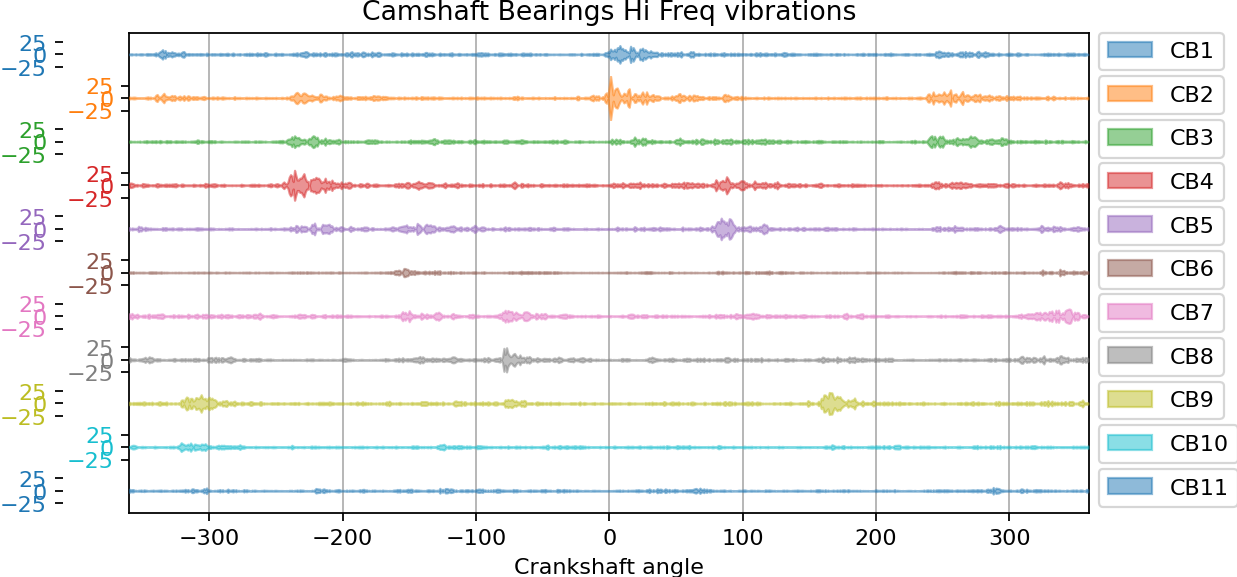 Camshaft Bearings Hi Freq vibrations
25
0
−25
CB1
25
0
−25
CB2
25
0
−25
CB3
25
0
−25
CB4
25
0
−25
CB5
25
0
−25
CB6
25
0
−25
CB7
25
0
−25
CB8
25
0
−25
CB9
25
0
−25
CB10
25
0
−25
CB11
−300 −200 −100 0 100 200 300
Crankshaft angle